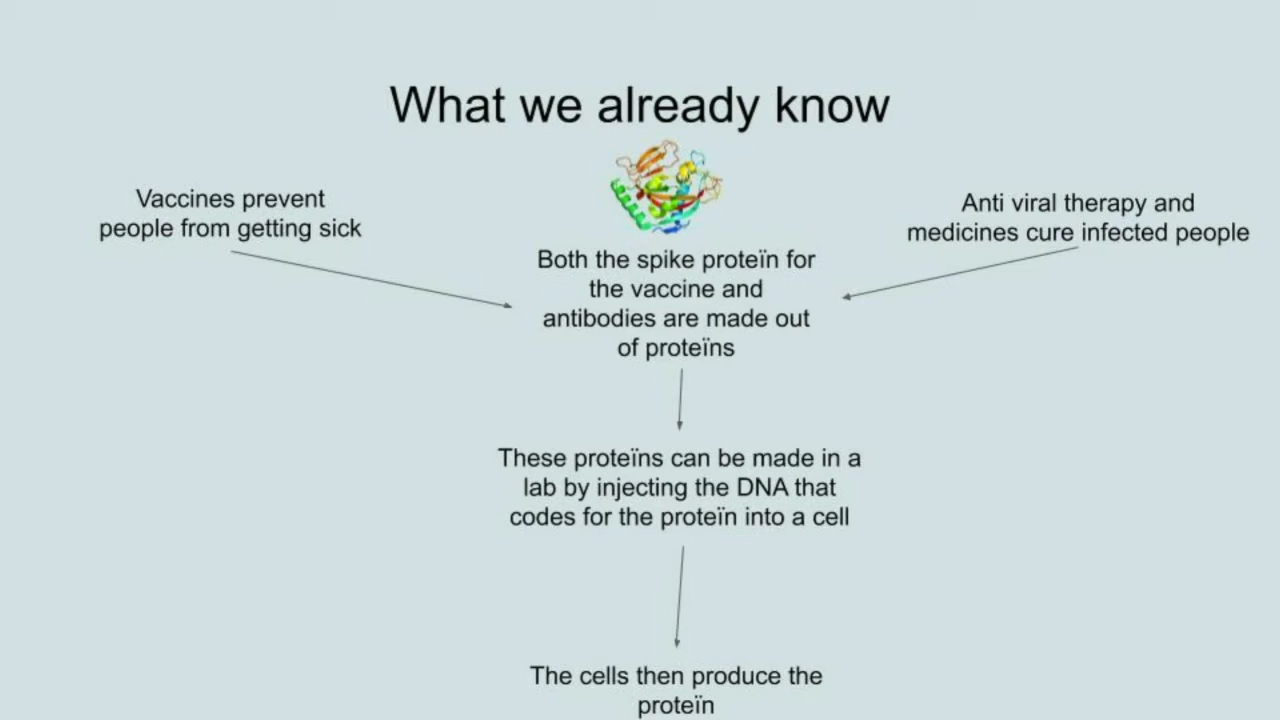 What we already know
Vaccines prevent
people from getting sick
Anti viral therapy and
medicines cure infected people
Both the spike proteïn for
the vaccine and
antibodies are made out
of proteïns
These proteïns can be made in a
lab by injecting the DNA that
codes for the proteïn into a cell
The cells then produce the
proteïn